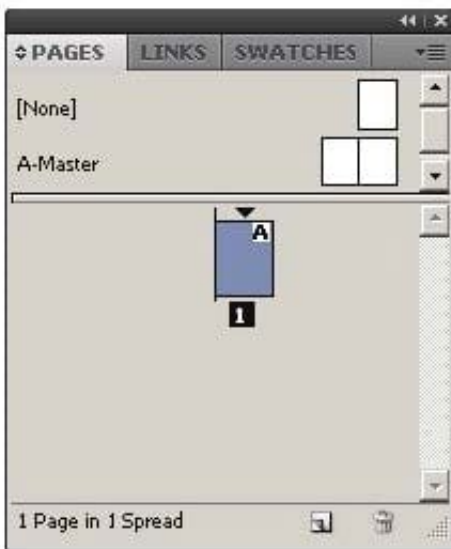 PAGES LINKS SWATCHES
[None]
A-Master
A
1
1 Page in 1 Spread